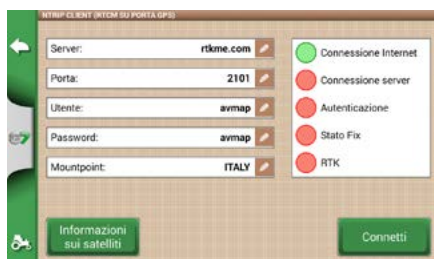 NTRIP CLIENT (RTCM SU PORTA GPS)
Server: rtkme.com
Porta: 2101
Utente: avmap
Password: avmap
Mountpoint: ITALY
Connessione Internet
Connessione server
Autenticazione
Stato Fix
RTK
Informazioni
sui satelliti
Connetti